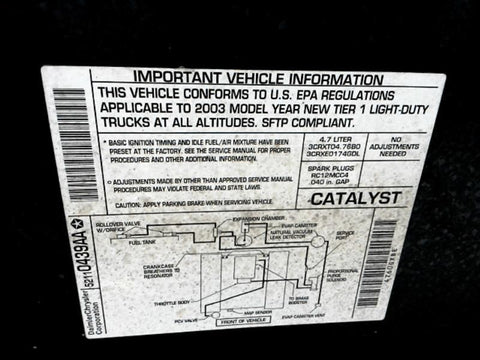 IMPORTANT VEHICLE INFORMATION
THIS VEHICLE CONFORMS TO U.S. EPA REGULATIONS
APPLICABLE TO 2003 MODEL YEAR NEW TIER 1 LIGHT-DUTY
TRUCKS AT ALL ALTITUDES. SFTP COMPLIANT.
* BASIC IGNITION TIMING AND IDLE FUEL/AIR MIXTURE HAVE BEEN
PRESET AT THE FACTORY. SEE THE SERVICE MANUAL FOR
PROPER PROCEDURES AND OTHER ADDITIONAL INFORMATION.
* ADJUSTMENTS MADE BY OTHER THAN APPROVED SERVICE MANUAL
PROCEDURES MAY VIOLATE FEDERAL AND STATE LAWS.
CAUTION: APPLY PARKING BRAKE WHEN SERVICING VEHICLE.
4.7 LITER
3CRXT04.76B0
3CRXE0174GDL
NO
ADJUSTMENTS
NEEDED
SPARK PLUGS
RC12MCC4
.040 in. GAP
CATALYST
ROLLOVER VALVE
W/ORIFICE
FUEL TANK
EXPANSION CHAMBER
EVAP CANISTER
NATURAL VACUUM
LEAK DETECTOR
SERVICE
PORT
CRANKCASE
BREATHERS TO
RESONATOR
PROPORTIONAL
PURGE
SOLENOID
THROTTLE BODY
TO BRAKE
BOOSTER
PCV VALVE
MAP SENSOR
EVAP CANISTER VENT
FRONT OF VEHICLE
DaimlerChrysler
Corporation
52110439AA